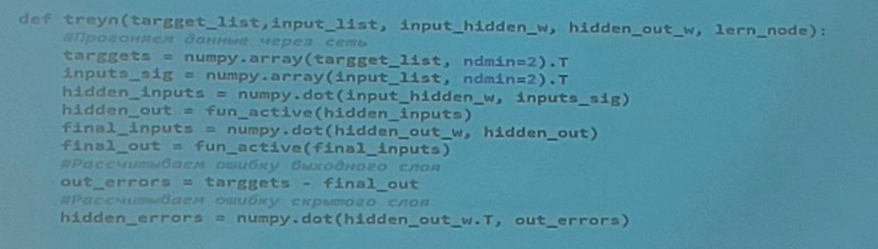 def treyn(targget_list,input_list, input_hidden_w, hidden_out_w, lern_node):
#Прогоняем данные через сеть
targgets = numpy.array(targget_list, ndmin=2).T
inputs_sig = numpy.array(input_list, ndmin=2).T
hidden_inputs = numpy.dot(input_hidden_w, inputs_sig)
hidden_out = fun_active(hidden_inputs)
final_inputs = numpy.dot(hidden_out_w, hidden_out)
final_out = fun_active(final_inputs)
#Рассчитываем ошибку выходного слоя
out_errors = targgets - final_out
#Рассчитываем ошибку скрытого слоя
hidden_errors = numpy.dot(hidden_out_w.T, out_errors)